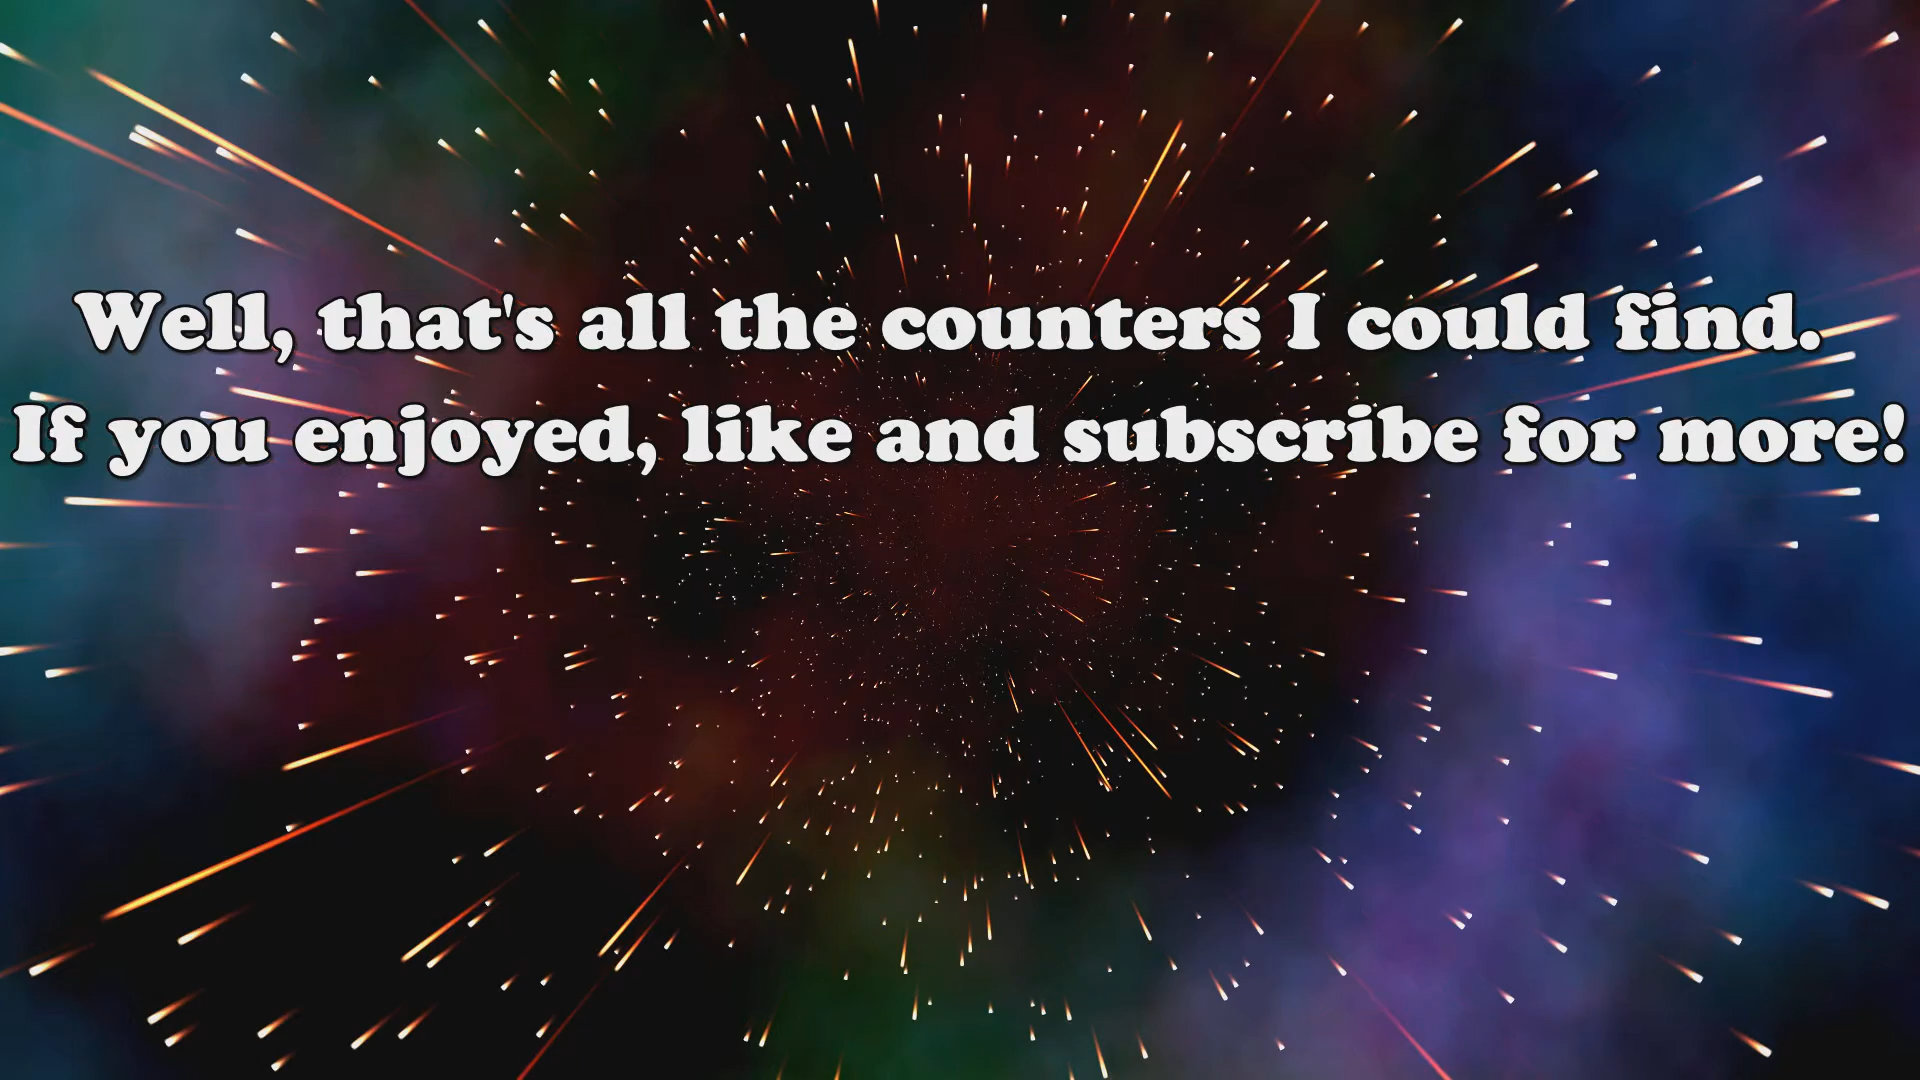 Well, that's all the counters I could find.
If you enjoyed, like and subscribe for more!